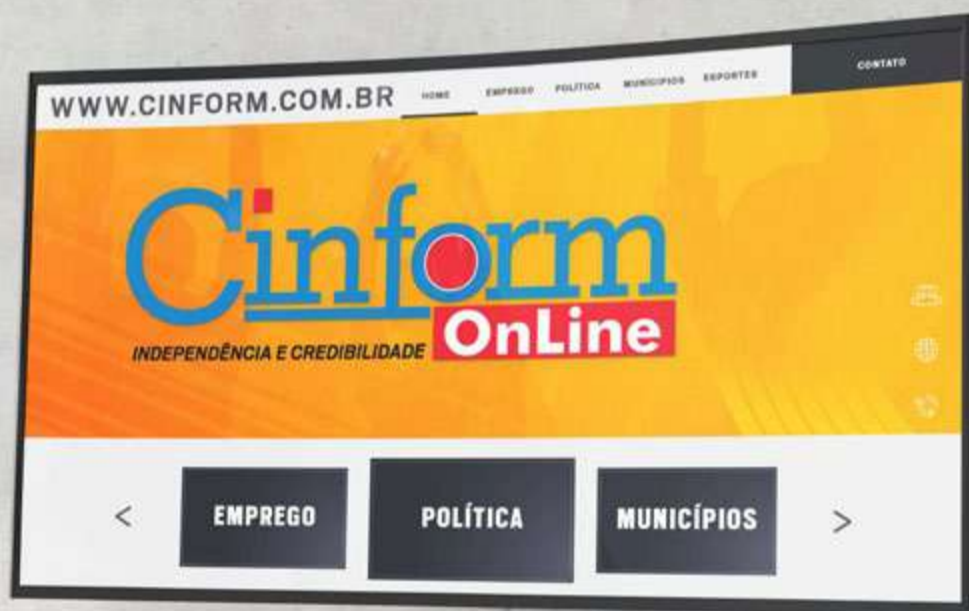 WWW.CINFORM.COM.BR HOME EMPREGO POLÍTICA MUNICÍPIOS ESPORTES CONTATO
Cinform
OnLine
INDEPENDÊNCIA E CREDIBILIDADE
< EMPREGO POLÍTICA MUNICÍPIOS >